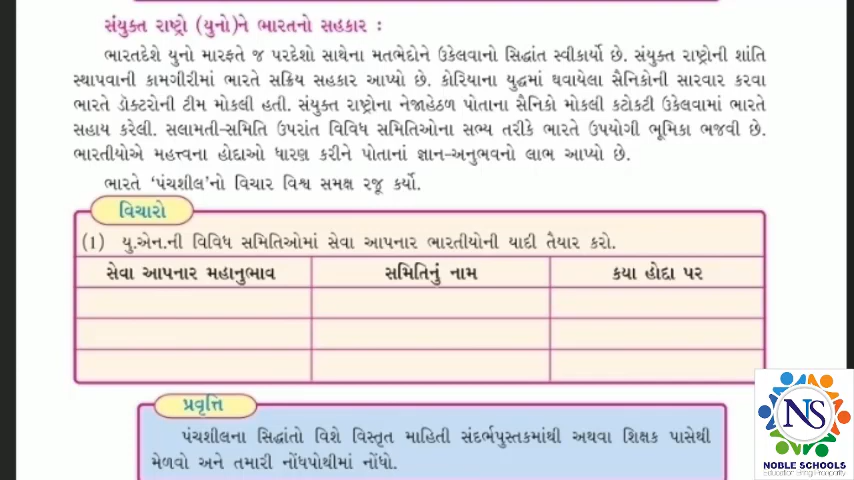 સંયુક્ત રાષ્ટ્રો (યુનો)ને ભારતનો સહકાર :
ભારતદેશે યુનો મારફતે જ પરદેશો સાથેના મતભેદોને ઉકેલવાનો સિદ્ધાંત સ્વીકાર્યો છે. સંયુક્ત રાષ્ટ્રોની શાંતિ
સ્થાપવાની કામગીરીમાં ભારતે સક્રિય સહકાર આપ્યો છે. કોરિયાના યુદ્ધમાં ઘવાયેલા સૈનિકોની સારવાર કરવા
ભારતે ડૉક્ટરોની ટીમ મોકલી હતી. સંયુક્ત રાષ્ટ્રોના નેજાહેઠળ પોતાના સૈનિકો મોકલી કટોકટી ઉકેલવામાં ભારતે
સહાય કરેલી. સલામતી-સમિતિ ઉપરાંત વિવિધ સમિતિઓના સભ્ય તરીકે ભારતે ઉપયોગી ભૂમિકા ભજવી છે.
ભારતીયોએ મહત્ત્વના હોદાઓ ધારણ કરીને પોતાનાં જ્ઞાન-અનુભવનો લાભ આપ્યો છે.
ભારતે ‘પંચશીલ’નો વિચાર વિશ્વ સમક્ષ રજૂ કર્યો.
વિચારો
(1) યુ.એન.ની વિવિધ સમિતિઓમાં સેવા આપનાર ભારતીયોની યાદી તૈયાર કરો.
સેવા આપનાર મહાનુભાવ સમિતિનું નામ કયા હોદા પર
પ્રવૃત્તિ
પંચશીલના સિદ્ધાંતો વિશે વિસ્તૃત માહિતી સંદર્ભપુસ્તકમાંથી અથવા શિક્ષક પાસેથી
મેળવો અને તમારી નોંધપોથીમાં નોંધો.
NS
NOBLE SCHOOLS
Education Bring Prosperity